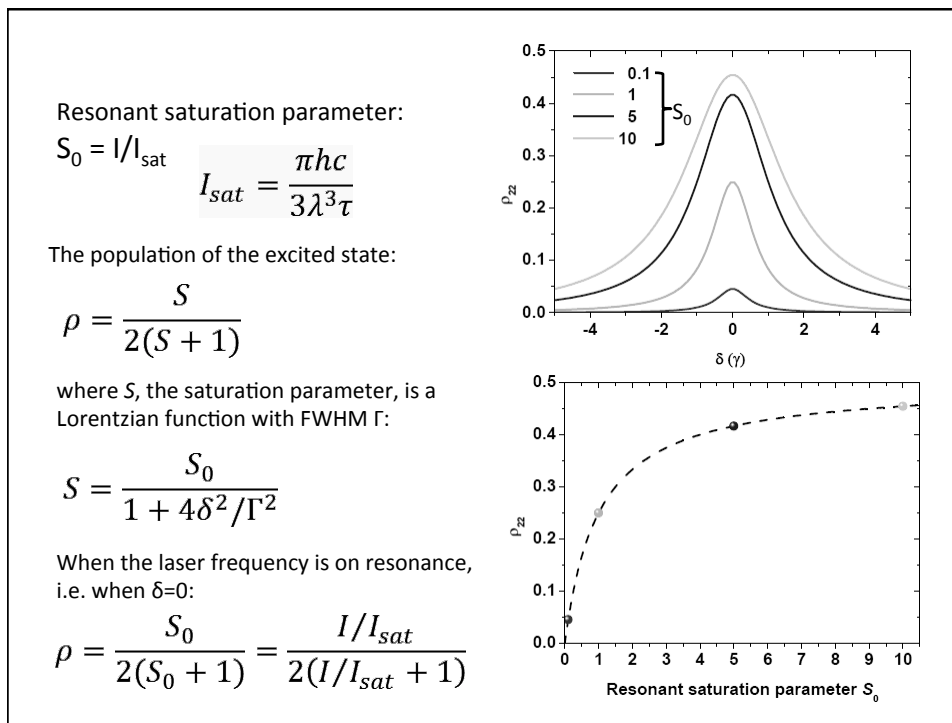 Resonant saturation parameter:
S₀ = I/I_sat
I_sat = πhc / 3λ³τ
The population of the excited state:
ρ = S / 2(S + 1)
where S, the saturation parameter, is a
Lorentzian function with FWHM Γ:
S = S₀ / 1 + 4δ²/Γ²
When the laser frequency is on resonance,
i.e. when δ=0:
ρ = S₀ / 2(S₀ + 1) = I/I_sat / 2(I/I_sat + 1)
0.5
0.4
0.3
0.2
0.1
0.0
ρ₂₂
0.1
1
5
10
S₀
-4 -2 0 2 4
δ (γ)
0.5
0.4
0.3
0.2
0.1
0.0
ρ₂₂
0 1 2 3 4 5 6 7 8 9 10
Resonant saturation parameter S₀